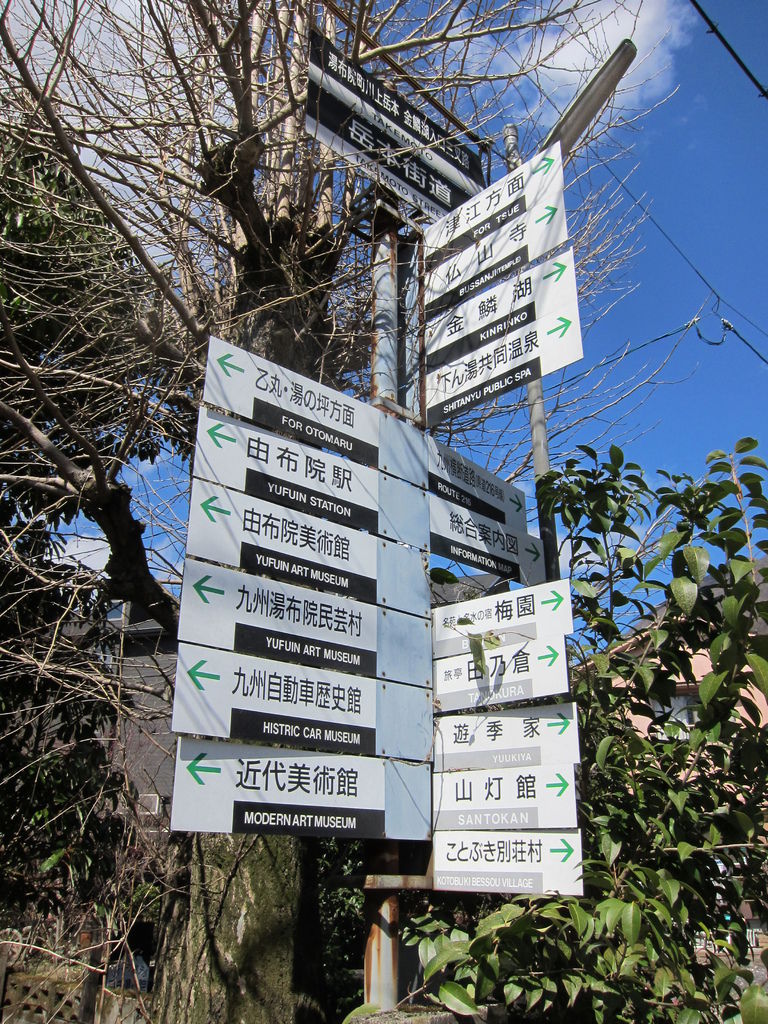 岳本街道
津江方面
FOR TSUE
仏山寺
BUSSANJI(TEMPLE)
金鱗湖
KINRINKO
下ん湯共同温泉
SHITANYU PUBLIC SPA
乙丸・湯の坪方面
FOR OTOMARU
由布院駅
YUFUIN STATION
由布院美術館
YUFUIN ART MUSEUM
九州湯布院民芸村
YUFUIN ART MUSEUM
九州自動車歴史館
HISTRIC CAR MUSEUM
近代美術館
MODERN ART MUSEUM
ROUTE 216
総合案内図
INFORMATION MAP
の宿 梅園
旅亭 田乃倉
TANOKURA
遊季家
YUUKIYA
山灯館
SANTOKAN
ことぶき別荘村
KOTOBUKI BESSOU VILLAGE